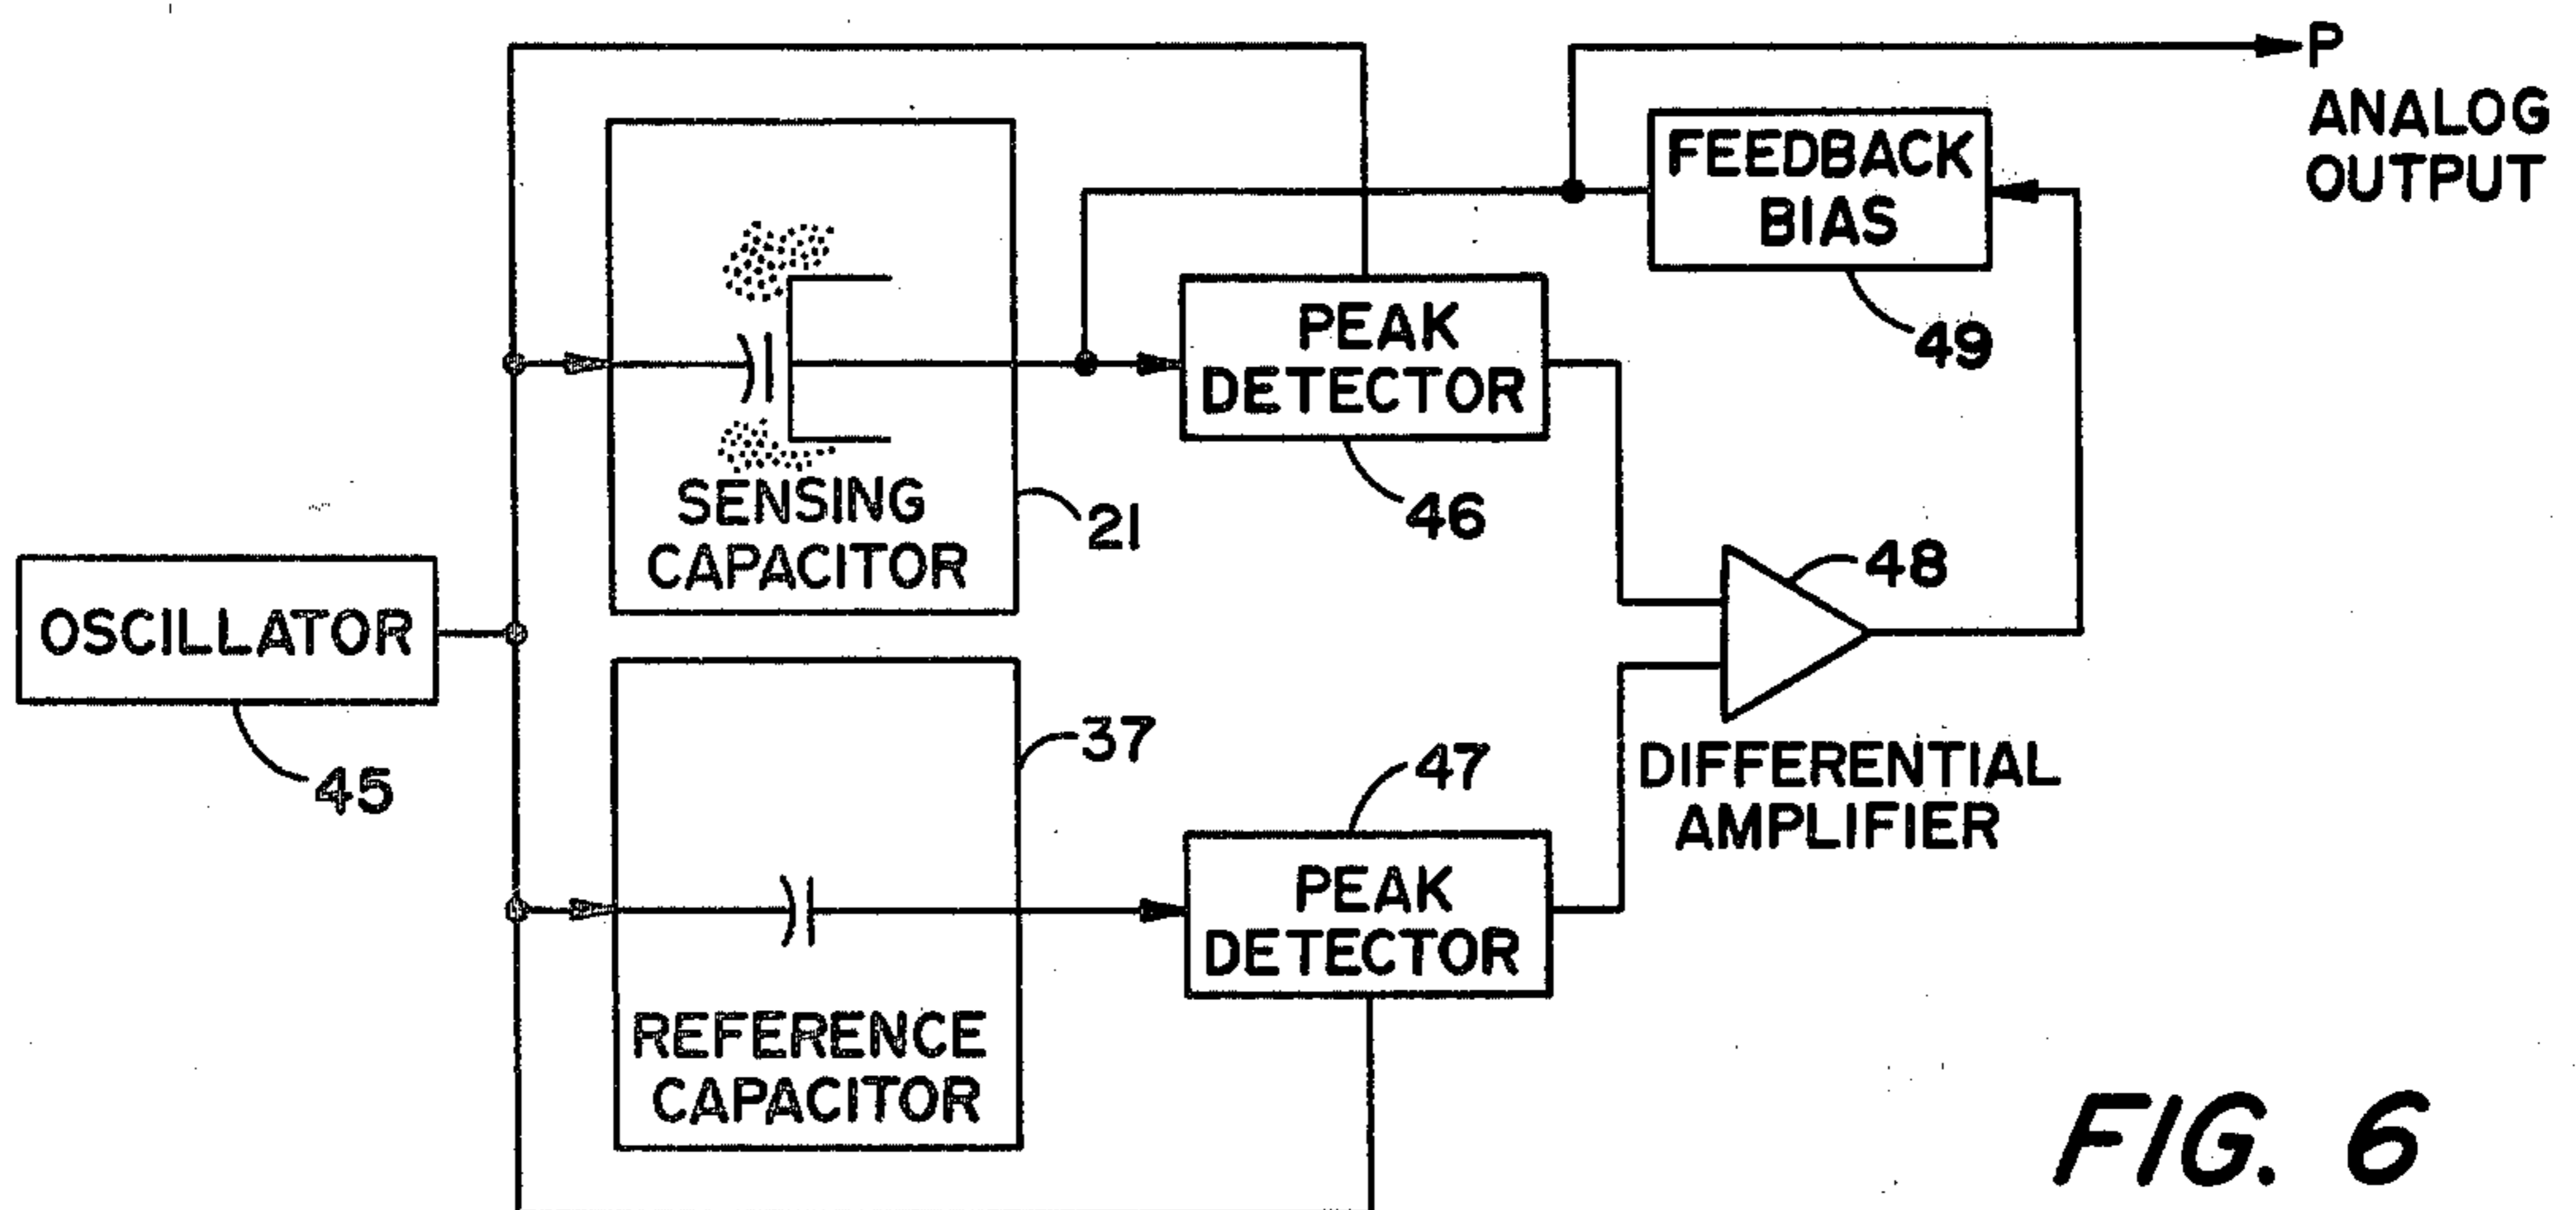 P
ANALOG
OUTPUT
FEEDBACK
BIAS
49
PEAK
DETECTOR
46
SENSING
CAPACITOR
21
48
OSCILLATOR
45
37
47
DIFFERENTIAL
AMPLIFIER
PEAK
DETECTOR
REFERENCE
CAPACITOR
FIG. 6